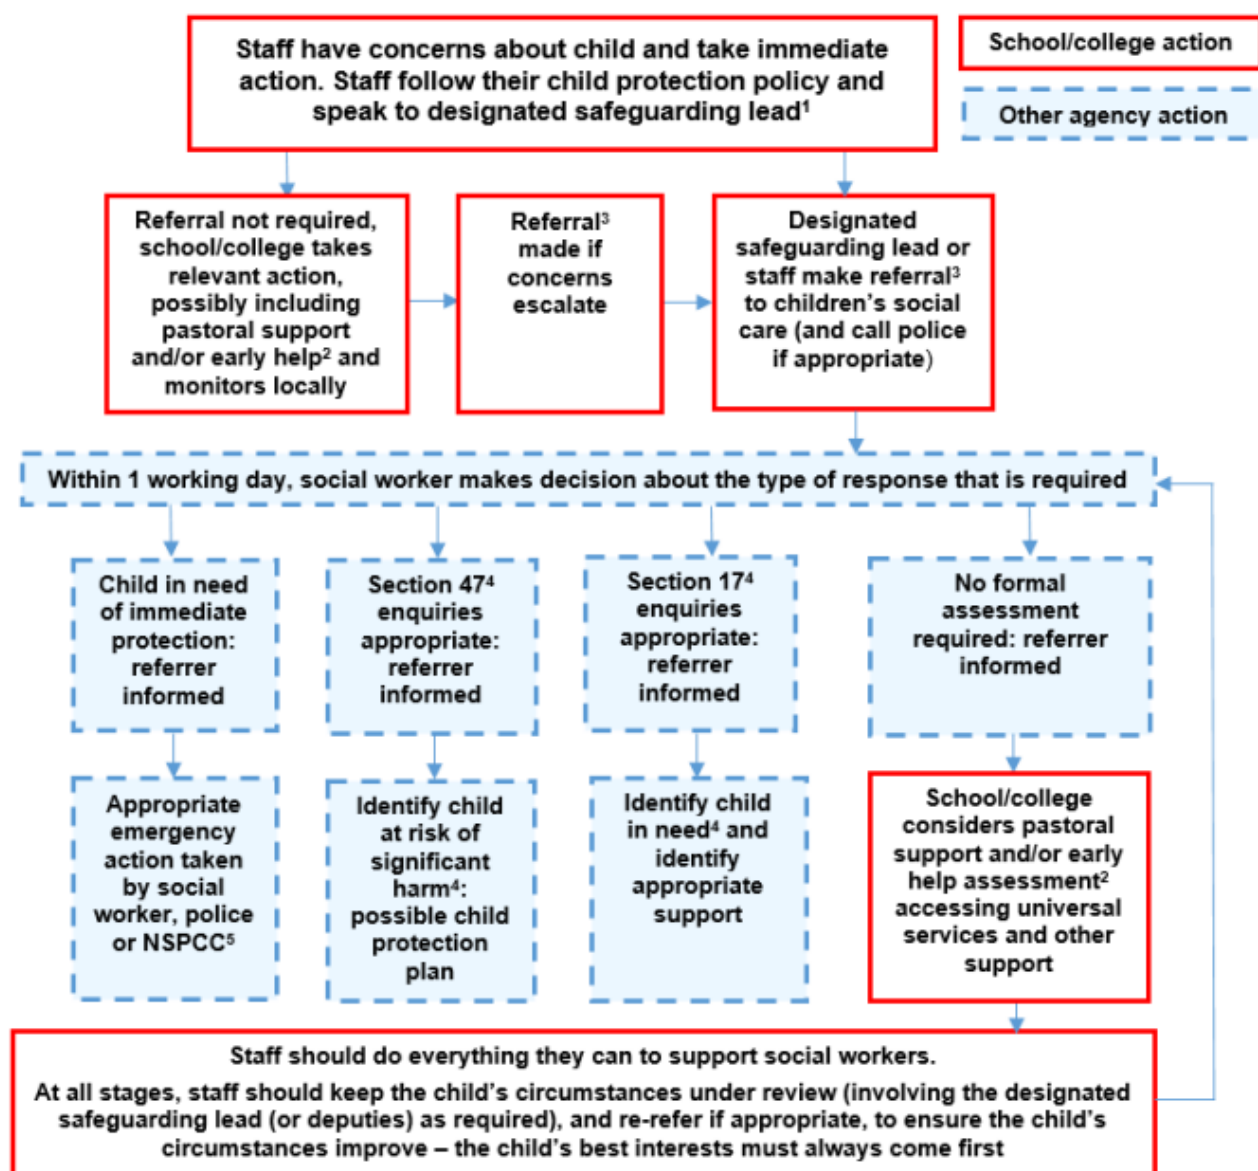 Staff have concerns about child and take immediate
action. Staff follow their child protection policy and
speak to designated safeguarding lead¹
School/college action
Other agency action
Referral not required,
school/college takes
relevant action,
possibly including
pastoral support
and/or early help² and
monitors locally
Referral³
made if
concerns
escalate
Designated
safeguarding lead or
staff make referral³
to children's social
care (and call police
if appropriate)
Within 1 working day, social worker makes decision about the type of response that is required
Child in need
of immediate
protection:
referrer
informed
Section 47⁴
enquiries
appropriate:
referrer
informed
Section 17⁴
enquiries
appropriate:
referrer
informed
No formal
assessment
required: referrer
informed
Appropriate
emergency
action taken
by social
worker, police
or NSPCC⁵
Identify child
at risk of
significant
harm⁴:
possible child
protection
plan
Identify child
in need⁴ and
identify
appropriate
support
School/college
considers pastoral
support and/or early
help assessment²
accessing universal
services and other
support
Staff should do everything they can to support social workers.
At all stages, staff should keep the child's circumstances under review (involving the designated
safeguarding lead (or deputies) as required), and re-refer if appropriate, to ensure the child's
circumstances improve – the child's best interests must always come first